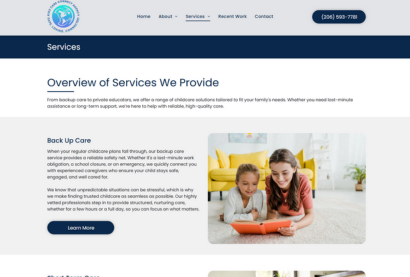 Home About Services Recent Work Contact
(206) 593-7781
Services
Overview of Services We Provide
From backup care to private educators, we offer a range of childcare solutions tailored to fit your family's needs. Whether you need last-minute
assistance or long-term support, we're here to help with reliable, high-quality care.
Back Up Care
When your regular childcare plans fall through, our backup care
service provides a reliable safety net. Whether it's a last-minute work
obligation, a school closure, or an emergency, we quickly connect you
with experienced caregivers who ensure your child stays safe,
engaged, and well cared for.
We know that unpredictable situations can be stressful, which is why
we make finding trusted childcare as seamless as possible. Our highly
vetted professionals step in to provide structured, nurturing care,
whether for a few hours or a full day, so you can focus on what matters.
Learn More